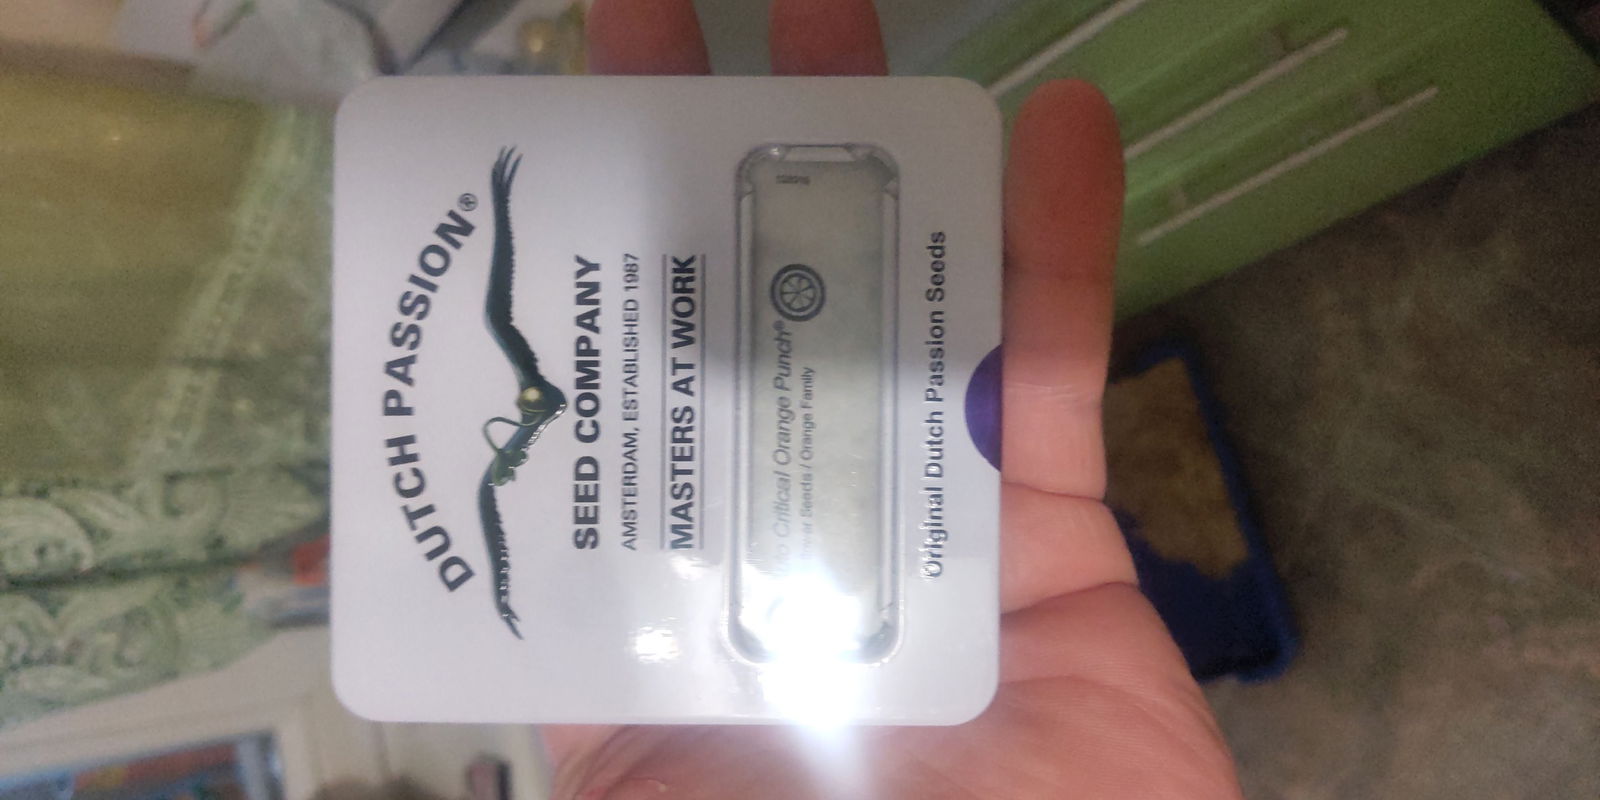 DUTCH PASSION®
SEED COMPANY
AMSTERDAM, ESTABLISHED 1987
MASTERS AT WORK
Critical Orange Punch®
Seeds / Orange Family
Original Dutch Passion Seeds